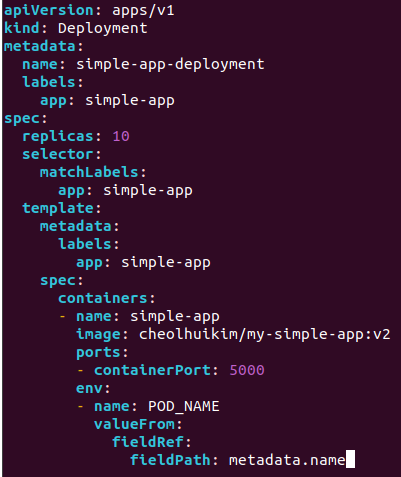 apiVersion: apps/v1
kind: Deployment
metadata:
  name: simple-app-deployment
  labels:
    app: simple-app
spec:
  replicas: 10
  selector:
    matchLabels:
      app: simple-app
  template:
    metadata:
      labels:
        app: simple-app
    spec:
      containers:
      - name: simple-app
        image: cheolhuikim/my-simple-app:v2
        ports:
        - containerPort: 5000
        env:
        - name: POD_NAME
          valueFrom:
            fieldRef:
              fieldPath: metadata.name